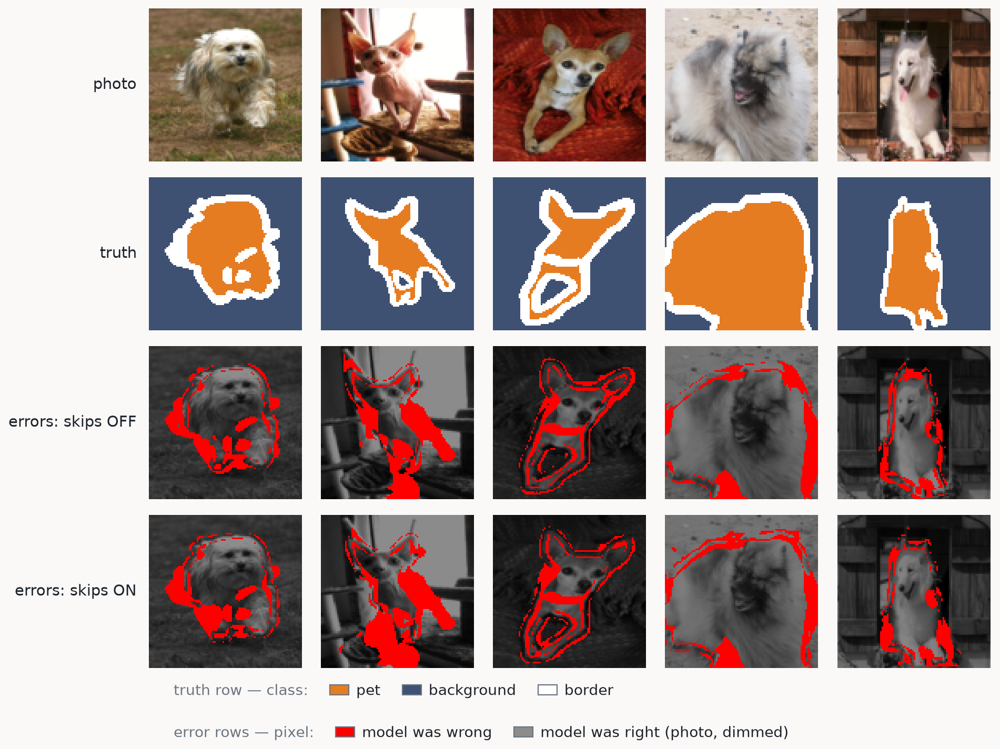 photo
truth
errors: skips OFF
errors: skips ON
truth row — class: pet background border
error rows — pixel: model was wrong model was right (photo, dimmed)